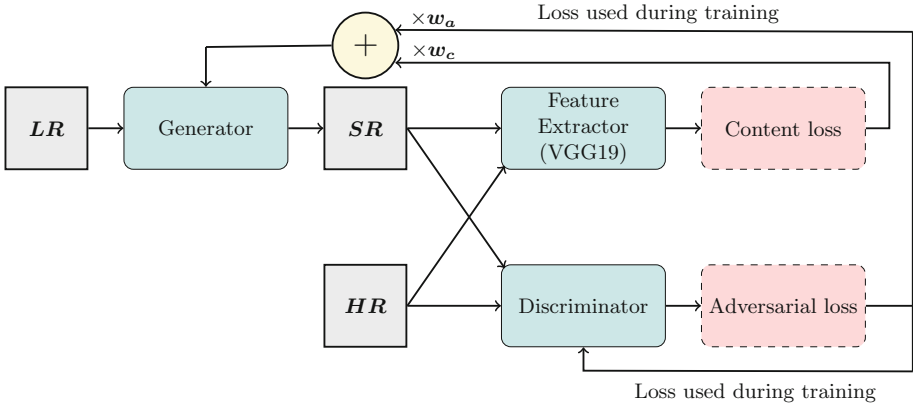 Loss used during training
×wₐ
+
×w_c
LR
Generator
SR
Feature
Extractor
(VGG19)
Content loss
HR
Discriminator
Adversarial loss
Loss used during training